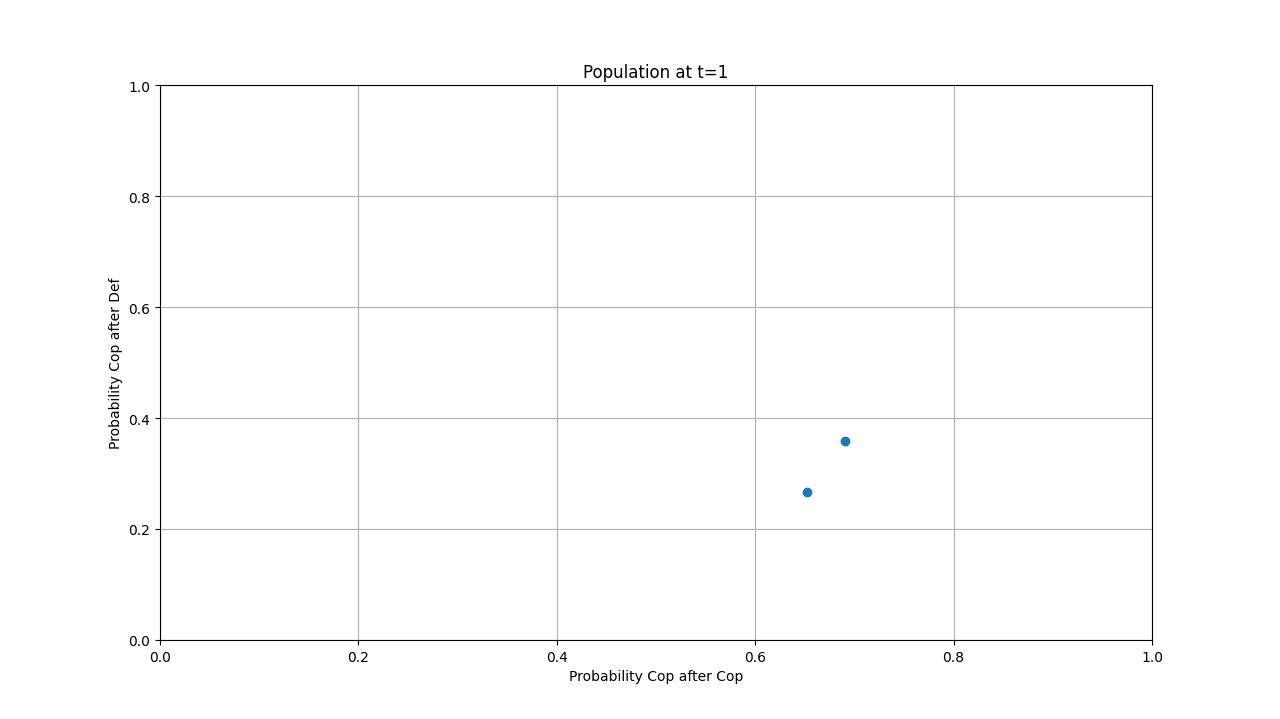 Population at t=1
1.0
0.8
0.6
0.4
0.2
0.0
Probability Cop after Def
0.0 0.2 0.4 0.6 0.8 1.0
Probability Cop after Cop